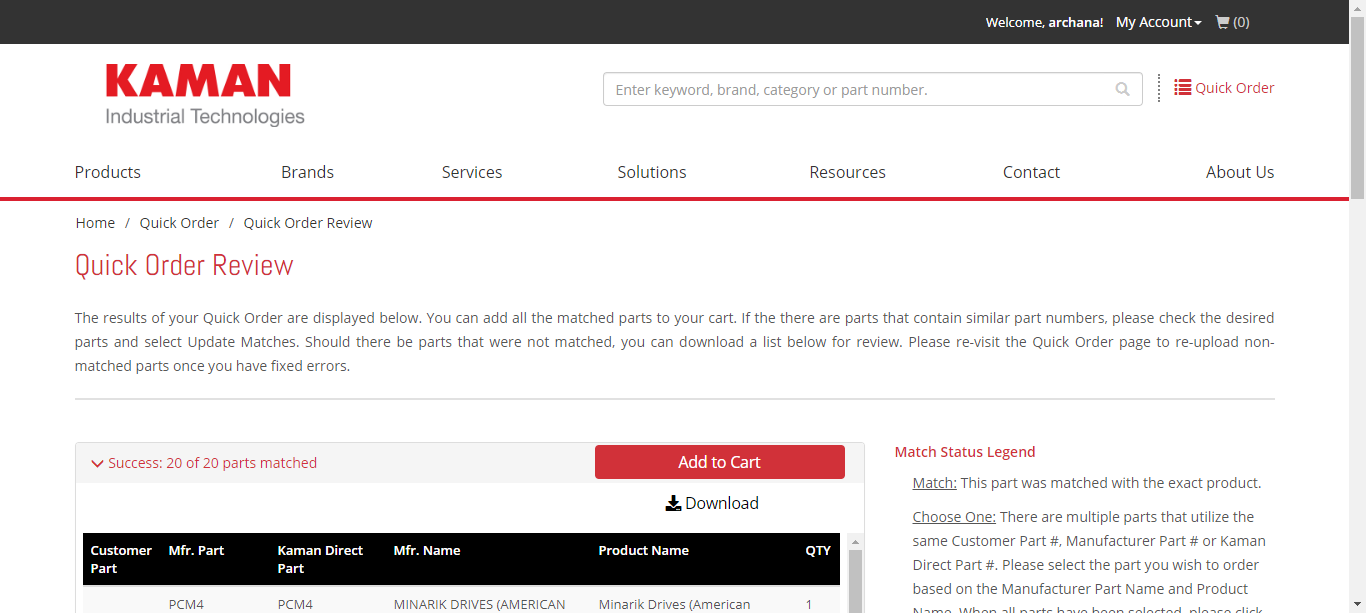 Welcome, archana! My Account (0)
KAMAN
Industrial Technologies
Enter keyword, brand, category or part number.
Quick Order
Products Brands Services Solutions Resources Contact About Us
Home / Quick Order / Quick Order Review
Quick Order Review
The results of your Quick Order are displayed below. You can add all the matched parts to your cart. If the there are parts that contain similar part numbers, please check the desired
parts and select Update Matches. Should there be parts that were not matched, you can download a list below for review. Please re-visit the Quick Order page to re-upload non-
matched parts once you have fixed errors.
Success: 20 of 20 parts matched
Add to Cart
Download
Customer Part Mfr. Part Kaman Direct Part Mfr. Name Product Name QTY
PCM4 PCM4 MINARIK DRIVES (AMERICAN Minarik Drives (American 1
Match Status Legend
Match: This part was matched with the exact product.
Choose One: There are multiple parts that utilize the
same Customer Part #, Manufacturer Part # or Kaman
Direct Part #. Please select the part you wish to order
based on the Manufacturer Part Name and Product
Name. When all parts have been selected, please click